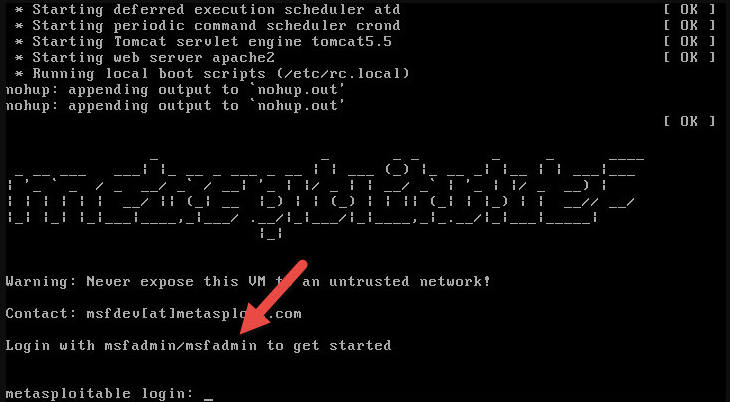 * Starting deferred execution scheduler atd [ OK ]
* Starting periodic command scheduler crond [ OK ]
* Starting Tomcat servlet engine tomcat5.5 [ OK ]
* Starting web server apache2 [ OK ]
* Running local boot scripts (/etc/rc.local)
nohup: appending output to `nohup.out'
nohup: appending output to `nohup.out'
[ OK ]
metasploitable2
Warning: Never expose this VM to an untrusted network!
Contact: msfdev[at]metasploit.com
Login with msfadmin/msfadmin to get started
metasploitable login: _